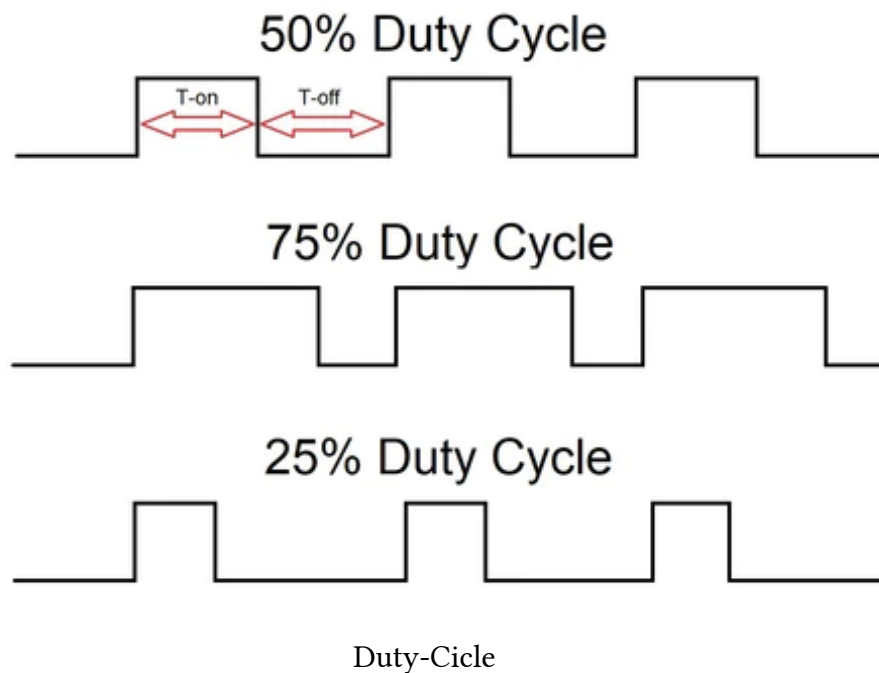 50% Duty Cycle
T-on T-off
75% Duty Cycle
25% Duty Cycle
Duty-Cicle